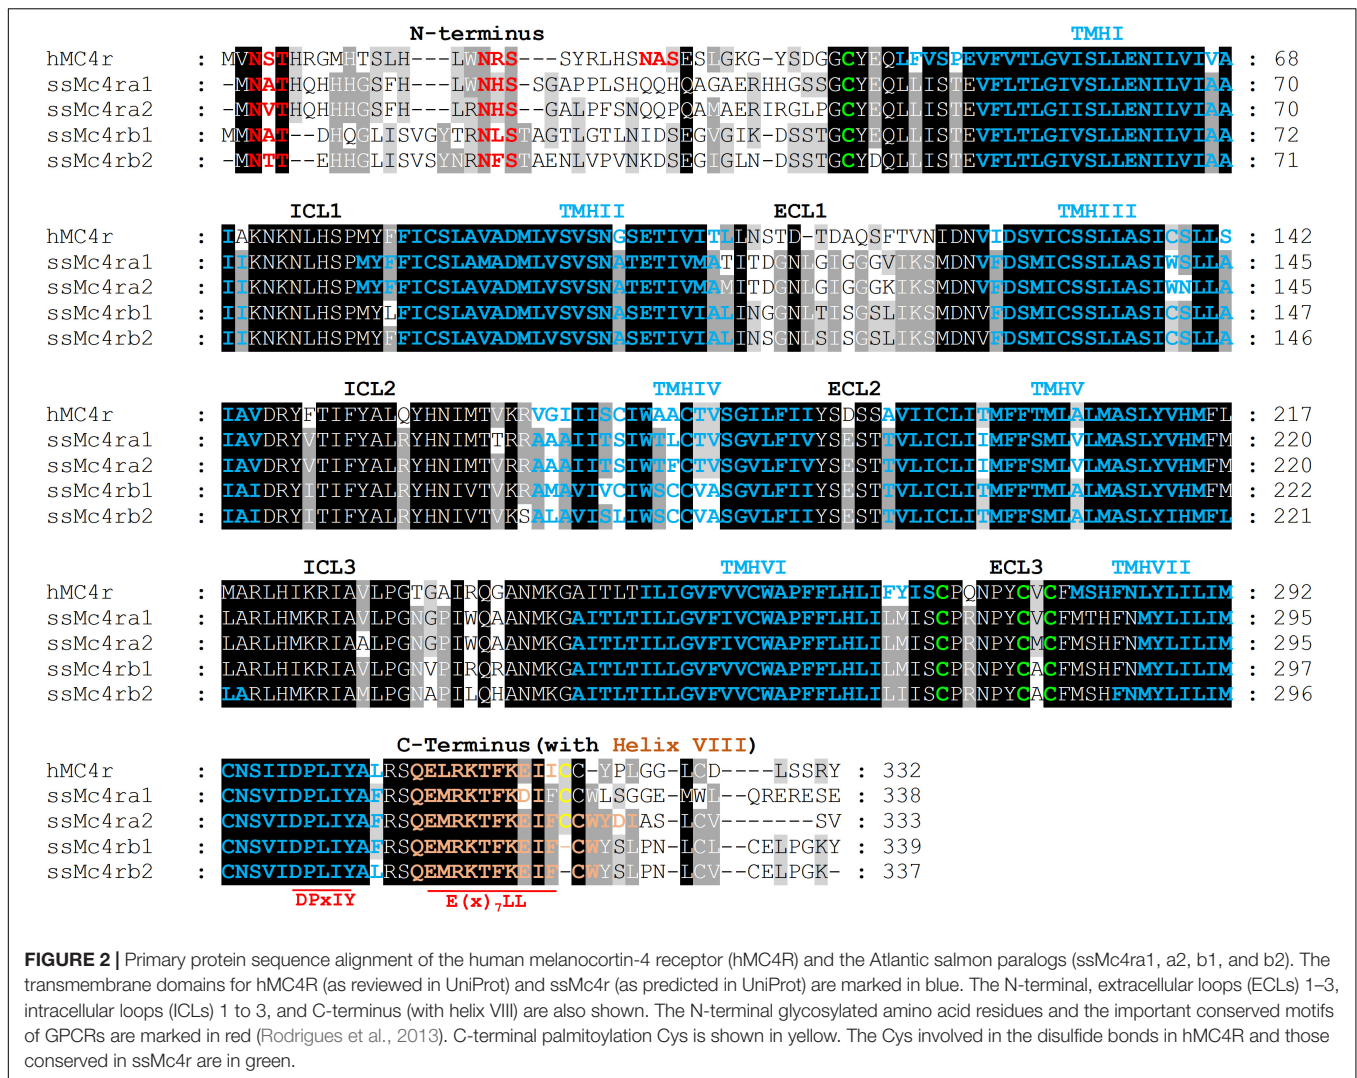 N-terminus TMHI
hMC4r : MVNSTHRGMHTSLH---LWNRS---SYRLHSNASESLGKG-YSDGGCYEQLFVSPEVFVTLGVISLLENILVIVA : 68
ssMc4ra1 : -MNATHQHHHGSFH---LWNHS-SGAPPLSHQQHQAGAERHHGSSGCYEQLLISTEVFLTLGIVSLLENILVIAA : 70
ssMc4ra2 : -MNVTHQHHHGSFH---LRNHS-GALPFSNQQPQAMAERIRGLPGCYEQLLISTEVFLTLGIISLLENILVIAA : 70
ssMc4rb1 : MMNAT--DHQGLISVGYTRNLSTAGTLGTLNIDSEGVGIK-DSSTGCYEQLLISTEVFLTLGIVSLLENILVIAA : 72
ssMc4rb2 : -MNTT--EHHGLISVSYNRNFSTAENLVPVNKDSEGIGLN-DSSTGCYDQLLISTEVFLTLGIVSLLENILVIAA : 71
ICL1 TMHII ECL1 TMHIII
hMC4r : IAKNKNLHSPMYFFICSLAVADMLVSVSNGSETIVITLLNSTD-TDAQSFTVNIDNVIDSVICSSLLASICSLLS : 142
ssMc4ra1 : IIKNKNLHSPMYFFICSLAMADMLVSVSNATETIVMATITDGNLGIGGGVIKSMDNVFDSMICSSLLASIWSLLA : 145
ssMc4ra2 : IIKNKNLHSPMYFFICSLAVADMLVSVSNATETIVMAMITDGNLGIGGGKIKSMDNVFDSMICSSLLASIWNLLA : 145
ssMc4rb1 : IIKNKNLHSPMYLFICSLAVADMLVSVSNASETIVIALINGGNLTISGSLIKSMDNVFDSMICSSLLASICSLLA : 147
ssMc4rb2 : IIKNKNLHSPMYFFICSLAVADMLVSVSNASETIVIALINSGNLSISGSLIKSMDNVFDSMICSSLLASICSLLA : 146
ICL2 TMHIV ECL2 TMHV
hMC4r : IAVDRYFTIFYALQYHNIMTVKRVGIIISCIWAACTVSGILFIIYSDSSAVIICLITMFFTMLALMASLYVHMFL : 217
ssMc4ra1 : IAVDRYVTIFYALRYHNIMTTRRAAAIITSIWTLCTVSGVLFIVYSESTTVLICLIIMFFSMLVLMASLYVHMFM : 220
ssMc4ra2 : IAVDRYVTIFYALRYHNIMTVRRAAAIITSIWTFCTVSGVLFIVYSESTTVLICLIIMFFSMLVLMASLYVHMFM : 220
ssMc4rb1 : IAIDRYITIFYALRYHNIVTVKRAMAVIVCIWSCCVASGVLFIIYSESTTVLICLITMFFTMLALMASLYVHMFM : 222
ssMc4rb2 : IAIDRYITIFYALRYHNIVTVKSALAVISLIWSCCVASGVLFIIYSESTTVLICLITMFFSMLALMASLYIHMFL : 221
ICL3 TMHVI ECL3 TMHVII
hMC4r : MARLHIKRIAVLPGTGAIRQGANMKGAITLTILIGVFVVCWAPFFLHLIFYISCPQNPYCVCFMSHFNLYLILIM : 292
ssMc4ra1 : LARLHMKRIAVLPGNGPIWQAANMKGAITLTILLGVFIVCWAPFFLHLILMISCPRNPYCVCFMTHFNMYLILIM : 295
ssMc4ra2 : LARLHMKRIAALPGNGPIWQAANMKGAITLTILLGVFIVCWAPFFLHLILMISCPRNPYCMCFMSHFNMYLILIM : 295
ssMc4rb1 : LARLHIKRIAVLPGNVPIRQRANMKGAITLTILLGVFVVCWAPFFLHLILMISCPRNPYCACFMSHFNMYLILIM : 297
ssMc4rb2 : LARLHMKRIAMLPGNAPILQHANMKGAITLTILLGVFVVCWAPFFLHLILIISCPRNPYCACFMSHFNMYLILIM : 296
C-Terminus(with Helix VIII)
hMC4r : CNSIIDPLIYALRSQELRKTFKEIICC-YPLGG-LCD----LSSRY : 332
ssMc4ra1 : CNSVIDPLIYAFRSQEMRKTFKDIFCCWLSGGE-MWL--QRERESE : 338
ssMc4ra2 : CNSVIDPLIYAFRSQEMRKTFKEIFCCWYDIAS-LCV-------SV : 333
ssMc4rb1 : CNSVIDPLIYAFRSQEMRKTFKEIF-CWYSLPN-LCL--CELPGKY : 339
ssMc4rb2 : CNSVIDPLIYALRSQEMRKTFKEIF-CWYSLPN-LCV--CELPGK- : 337
DPxIY E(x)₇LL
FIGURE 2 | Primary protein sequence alignment of the human melanocortin-4 receptor (hMC4R) and the Atlantic salmon paralogs (ssMc4ra1, a2, b1, and b2). The
transmembrane domains for hMC4R (as reviewed in UniProt) and ssMc4r (as predicted in UniProt) are marked in blue. The N-terminal, extracellular loops (ECLs) 1–3,
intracellular loops (ICLs) 1 to 3, and C-terminus (with helix VIII) are also shown. The N-terminal glycosylated amino acid residues and the important conserved motifs
of GPCRs are marked in red (Rodrigues et al., 2013). C-terminal palmitoylation Cys is shown in yellow. The Cys involved in the disulfide bonds in hMC4R and those
conserved in ssMc4r are in green.